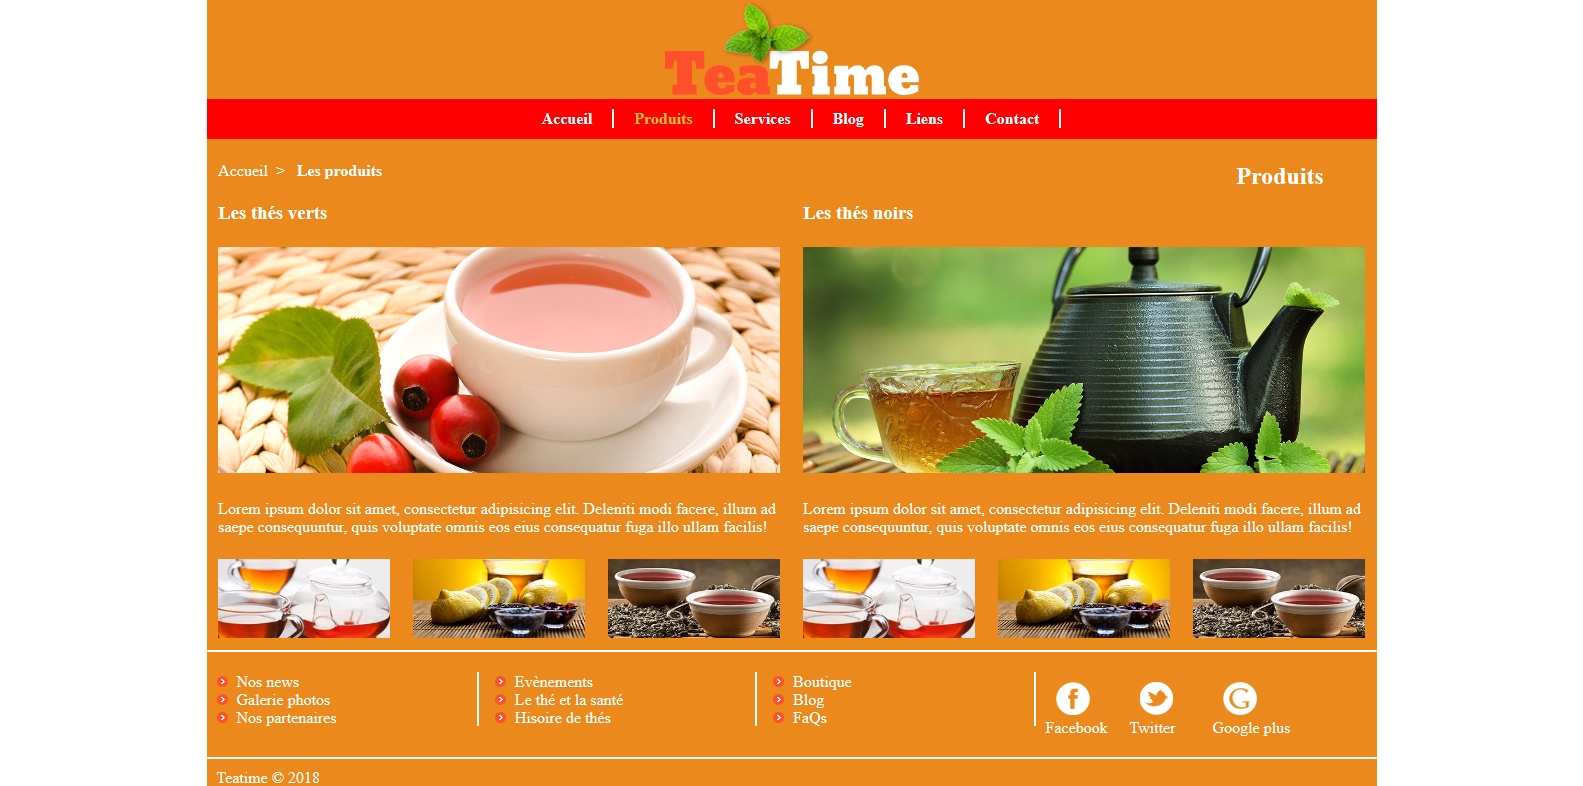 TeaTime
Accueil Produits Services Blog Liens Contact
Accueil > Les produits
Produits
Les thés verts
Les thés noirs
Lorem ipsum dolor sit amet, consectetur adipisicing elit. Deleniti modi facere, illum ad
saepe consequuntur, quis voluptate omnis eos eius consequatur fuga illo ullam facilis!
Lorem ipsum dolor sit amet, consectetur adipisicing elit. Deleniti modi facere, illum ad
saepe consequuntur, quis voluptate omnis eos eius consequatur fuga illo ullam facilis!
Nos news
Galerie photos
Nos partenaires
Evènements
Le thé et la santé
Hisoire de thés
Boutique
Blog
FaQs
Facebook
Twitter
Google plus
Teatime © 2018